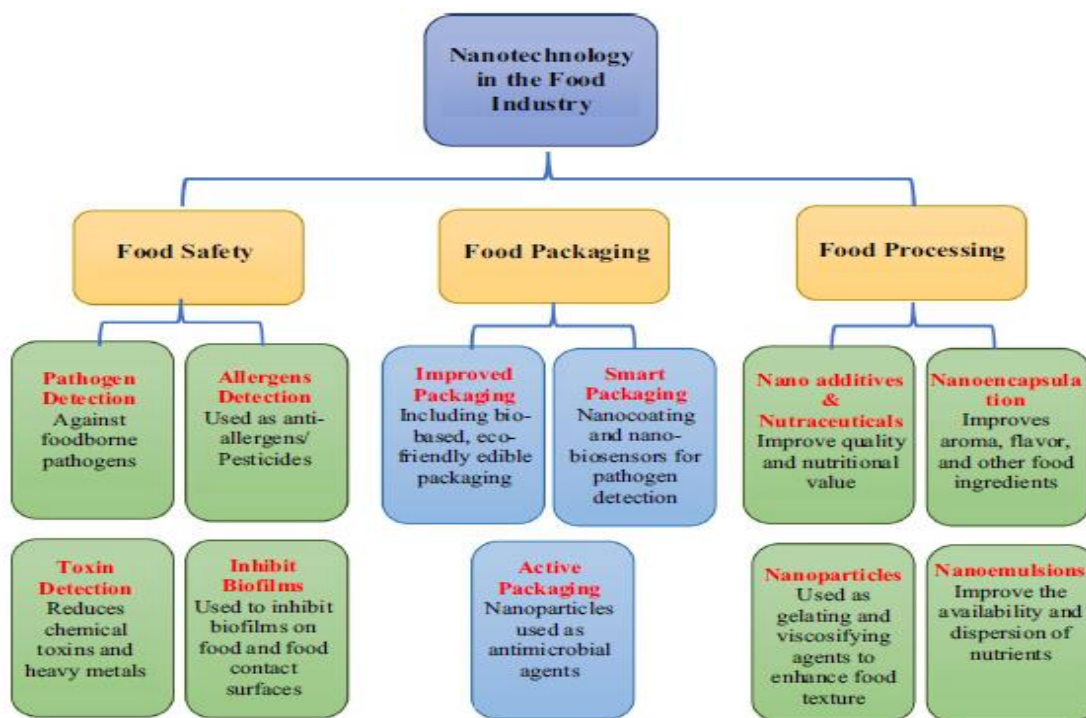 Nanotechnology
in the Food
Industry
Food Safety
Food Packaging
Food Processing
Pathogen
Detection
Against
foodborne
pathogens
Allergens
Detection
Used as anti-
allergens/
Pesticides
Improved
Packaging
Including bio-
based, eco-
friendly edible
packaging
Smart
Packaging
Nanocoating
and nano-
biosensors for
pathogen
detection
Nano additives
&
Nutraceuticals
Improve quality
and nutritional
value
Nanoencapsula
tion
Improves
aroma, flavor,
and other food
ingredients
Toxin
Detection
Reduces
chemical
toxins and
heavy metals
Inhibit
Biofilms
Used to inhibit
biofilms on
food and food
contact
surfaces
Active
Packaging
Nanoparticles
used as
antimicrobial
agents
Nanoparticles
Used as
gelating and
viscosifying
agents to
enhance food
texture
Nanoemulsions
Improve the
availability and
dispersion of
nutrients